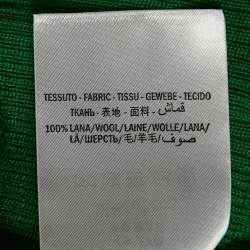 TESSUTO - FABRIC - TISSU - GEWEBE - TECIDO
ТКАНЬ - 表地 - 面料 - قماش
100% LANA/WOOL/LAINE/WOLLE/LANA/
LÃ/ШЕРСТЬ/毛/羊毛/صوف